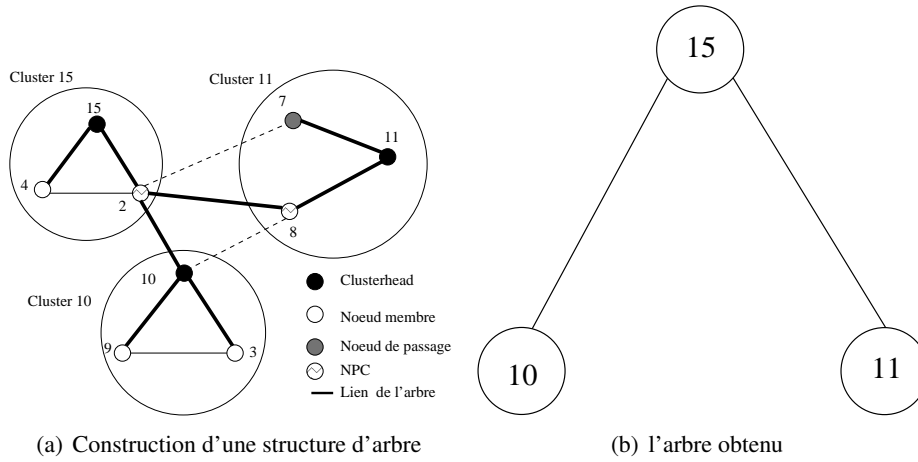 Cluster 15
Cluster 11
15
7
11
4
2
8
10
Cluster 10
9
3
Clusterhead
Noeud membre
Noeud de passage
NPC
Lien de l'arbre
(a) Construction d'une structure d'arbre
15
10
11
(b) l'arbre obtenu